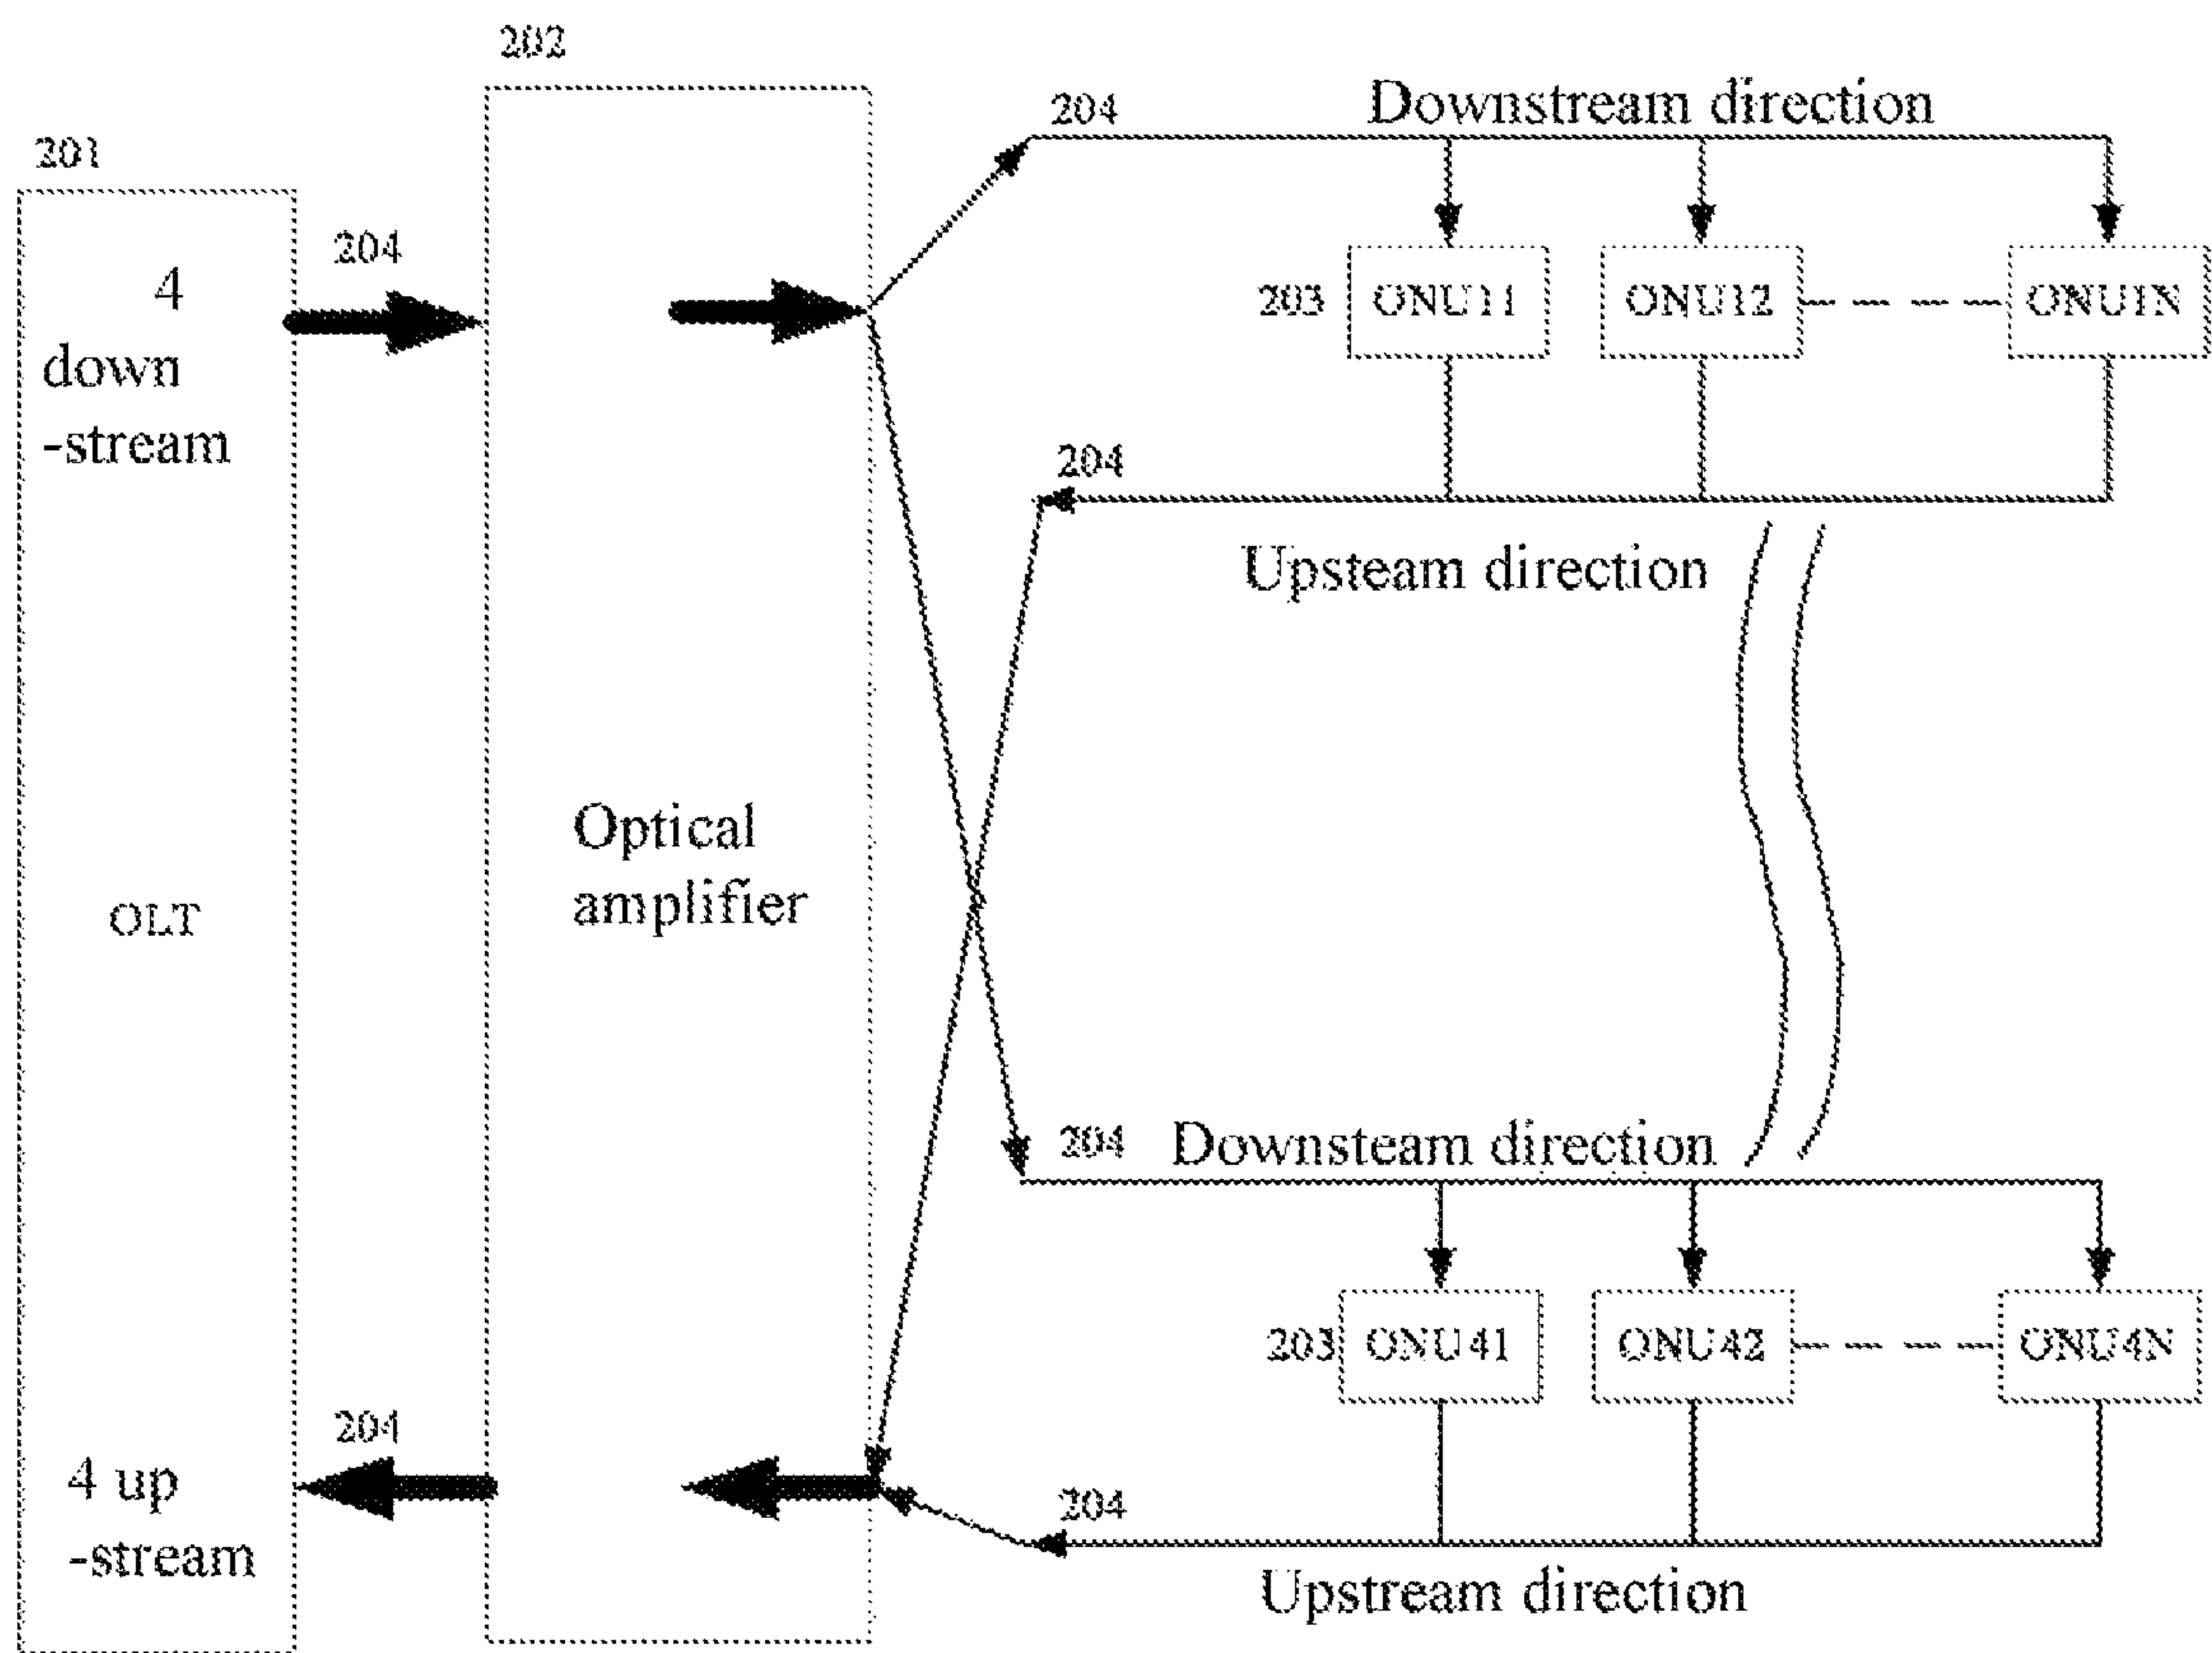 202
204
Downstream direction
201
204
4
down
-stream
203
ONU11
ONU12
ONU1N
204
Upsteam direction
Optical
amplifier
OLT
204
Downsteam direction
203
ONU41
ONU42
ONU4N
204
4 up
-stream
204
Upstream direction